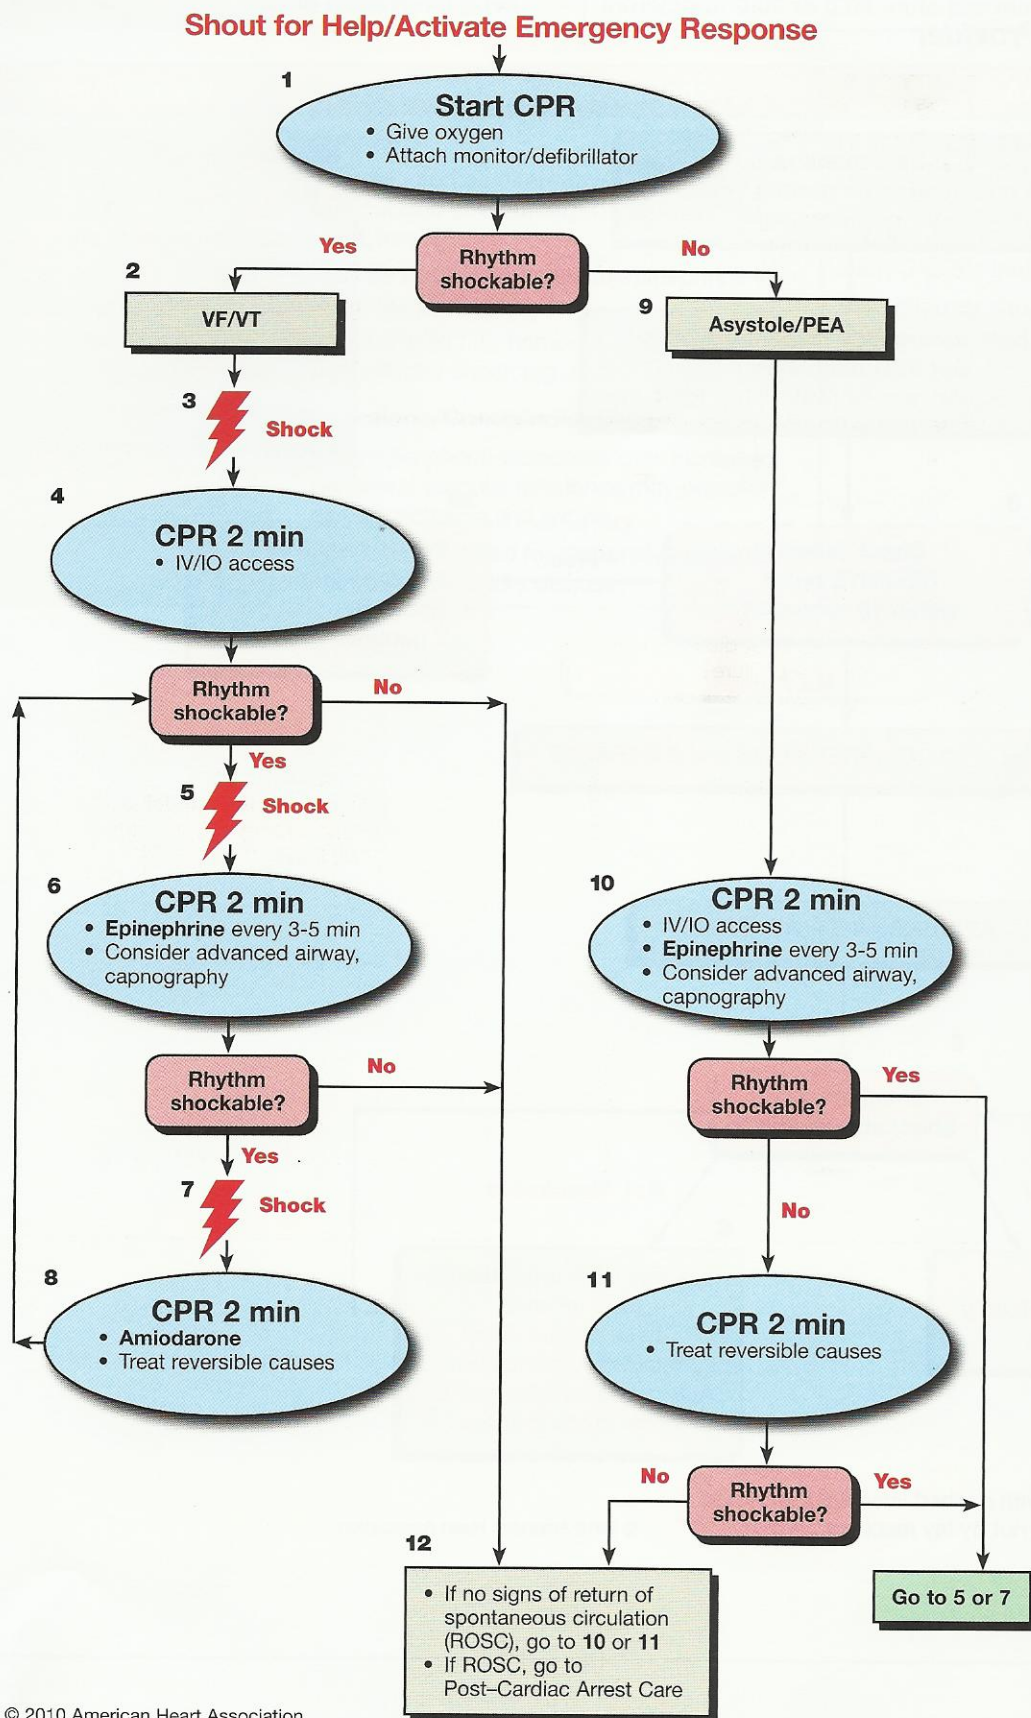 Shout for Help/Activate Emergency Response
1
Start CPR
• Give oxygen
• Attach monitor/defibrillator
Rhythm
shockable?
Yes
No
2
VF/VT
9
Asystole/PEA
3
Shock
4
CPR 2 min
• IV/IO access
Rhythm
shockable?
No
Yes
5
Shock
6
CPR 2 min
• Epinephrine every 3-5 min
• Consider advanced airway,
capnography
10
CPR 2 min
• IV/IO access
• Epinephrine every 3-5 min
• Consider advanced airway,
capnography
Rhythm
shockable?
No
Rhythm
shockable?
Yes
Yes
7
Shock
No
8
CPR 2 min
• Amiodarone
• Treat reversible causes
11
CPR 2 min
• Treat reversible causes
Rhythm
shockable?
No
Yes
12
• If no signs of return of
spontaneous circulation
(ROSC), go to 10 or 11
• If ROSC, go to
Post–Cardiac Arrest Care
Go to 5 or 7
© 2010 American Heart Association